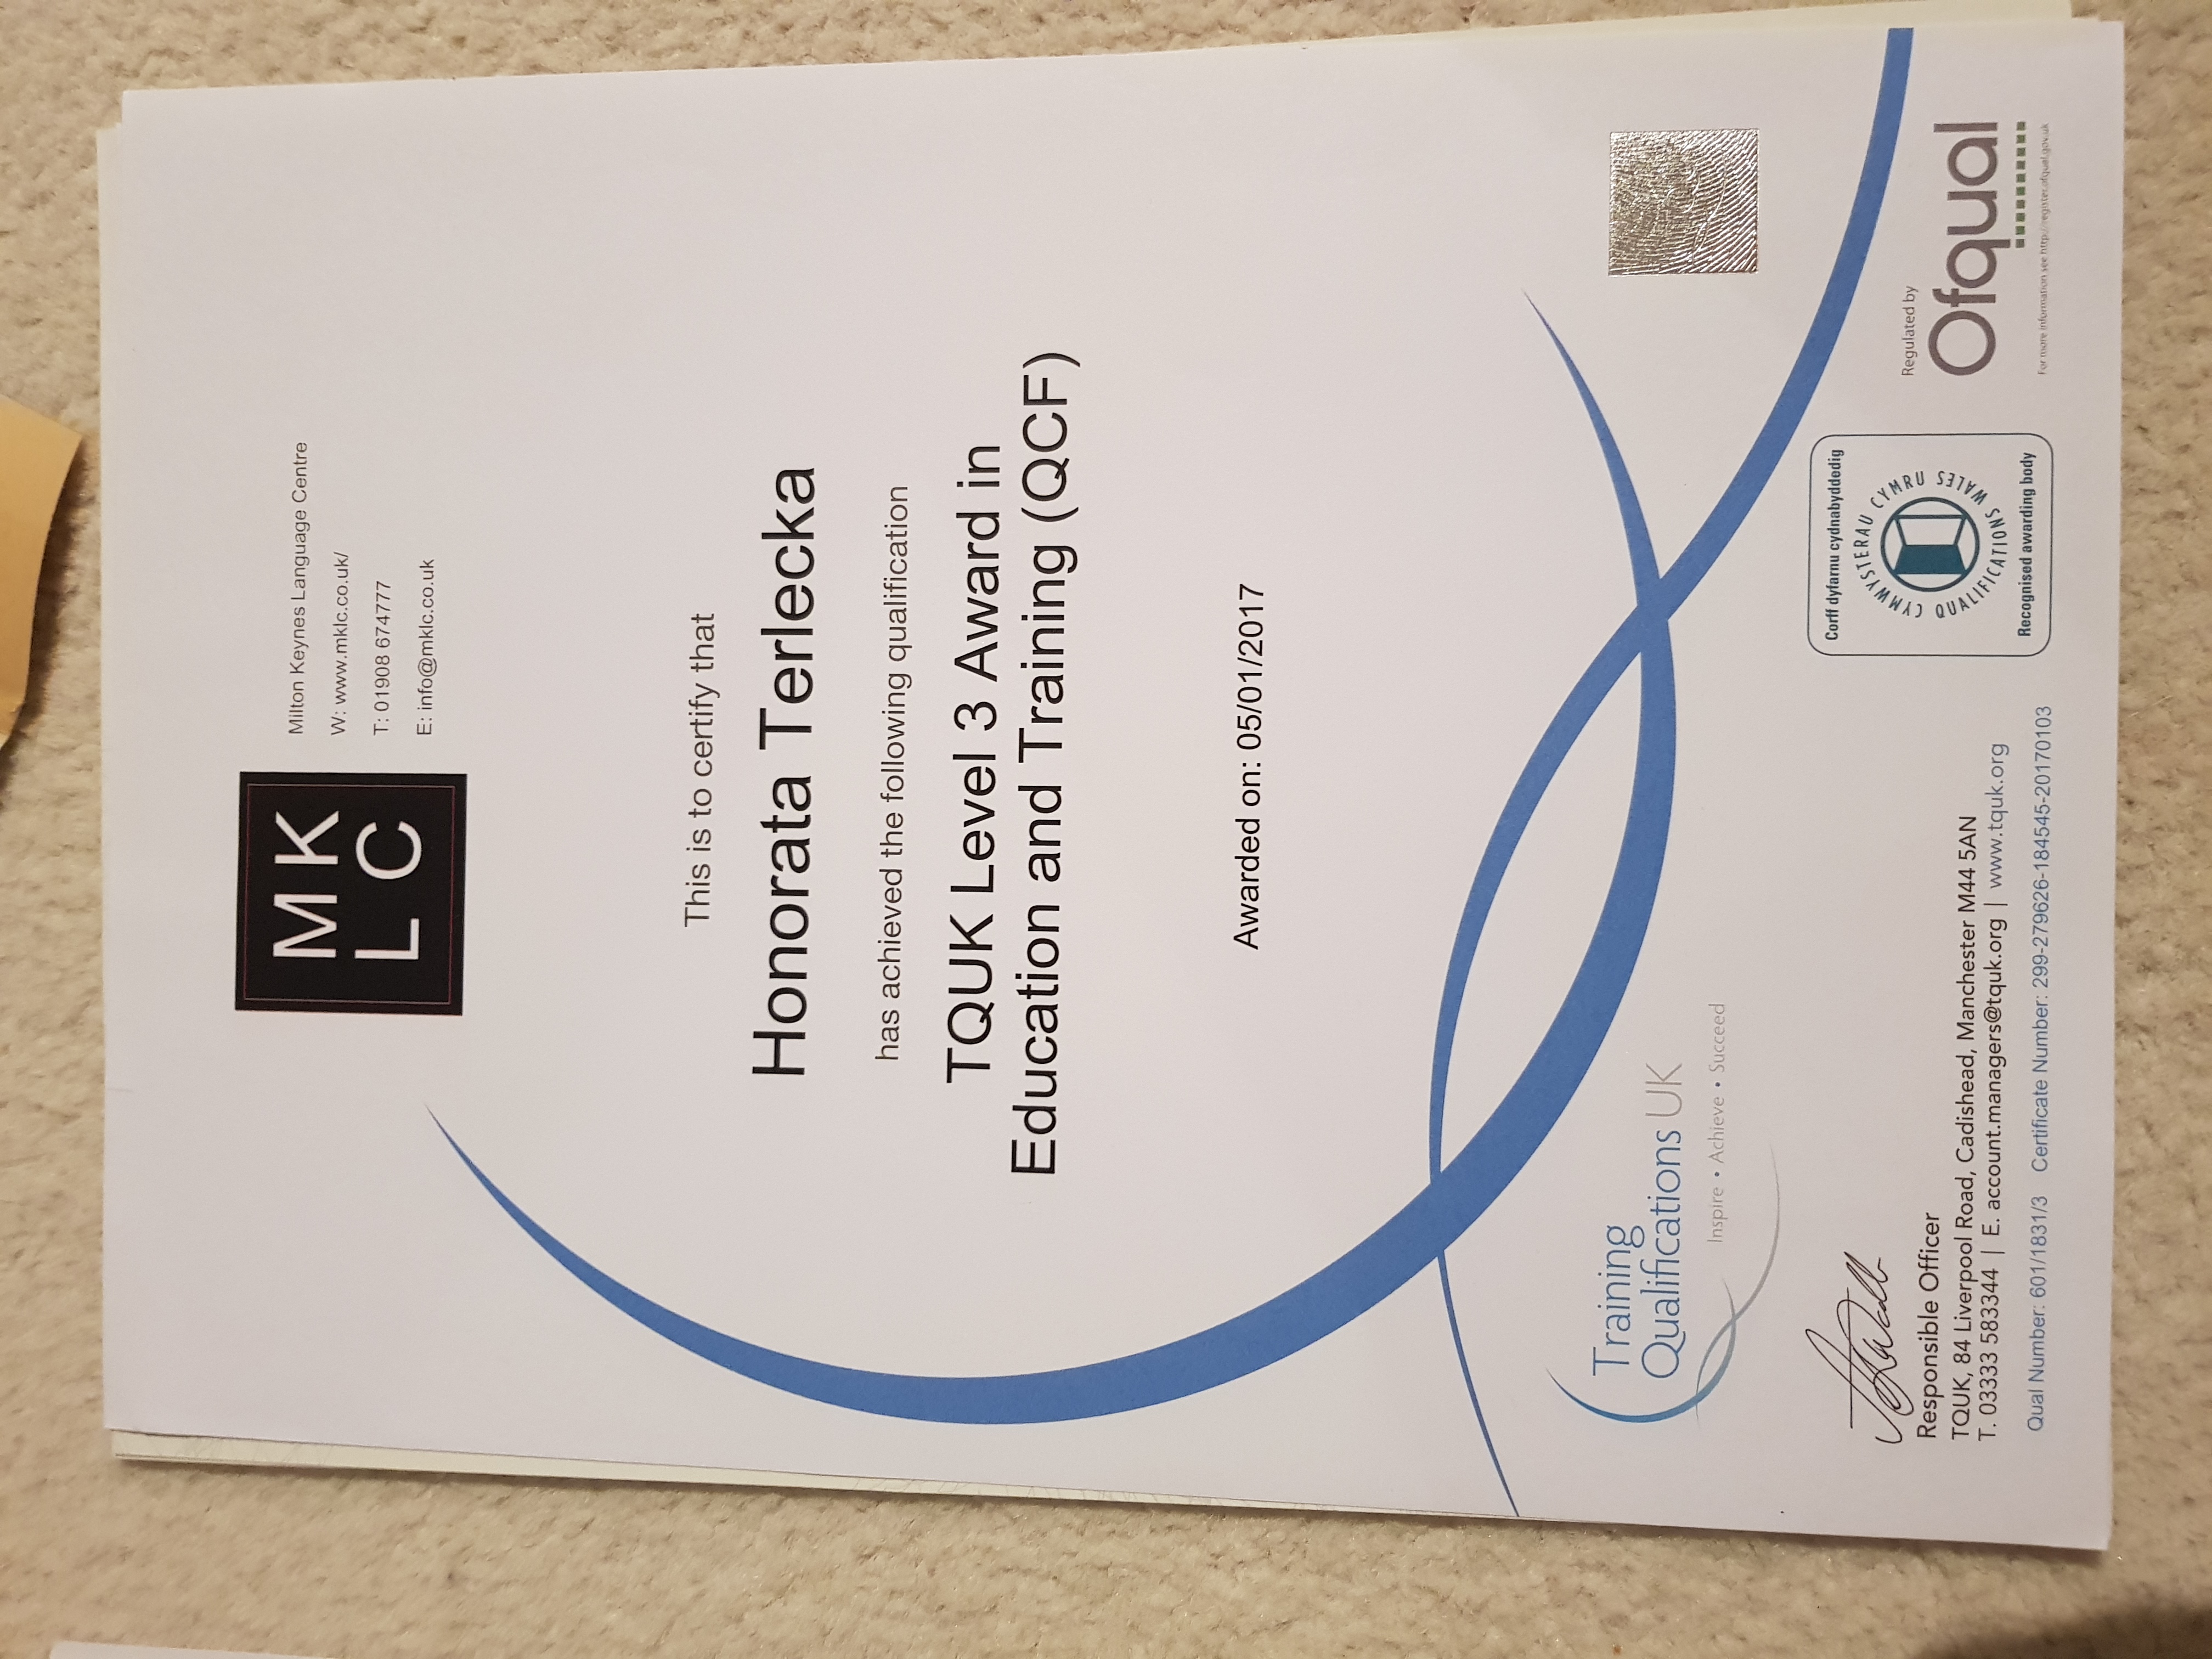 M K
L C
Milton Keynes Language Centre
W: www.mklc.co.uk/
T: 01908 674777
E: info@mklc.co.uk
This is to certify that
Honorata Terlecka
has achieved the following qualification
TQUK Level 3 Award in
Education and Training (QCF)
Awarded on: 05/01/2017
Training
Qualifications UK
Inspire • Achieve • Succeed
Responsible Officer
TQUK, 84 Liverpool Road, Cadishead, Manchester M44 5AN
T. 03333 583344 | E. account.managers@tquk.org | www.tquk.org
Qual Number: 601/1831/3 Certificate Number: 299-279626-184545-20170103
Corff dyfarnu cydnabyddedig
CYMWYSTERAU CYMRU
QUALIFICATIONS WALES
Recognised awarding body
Regulated by
Ofqual
For more information see http://register.ofqual.gov.uk